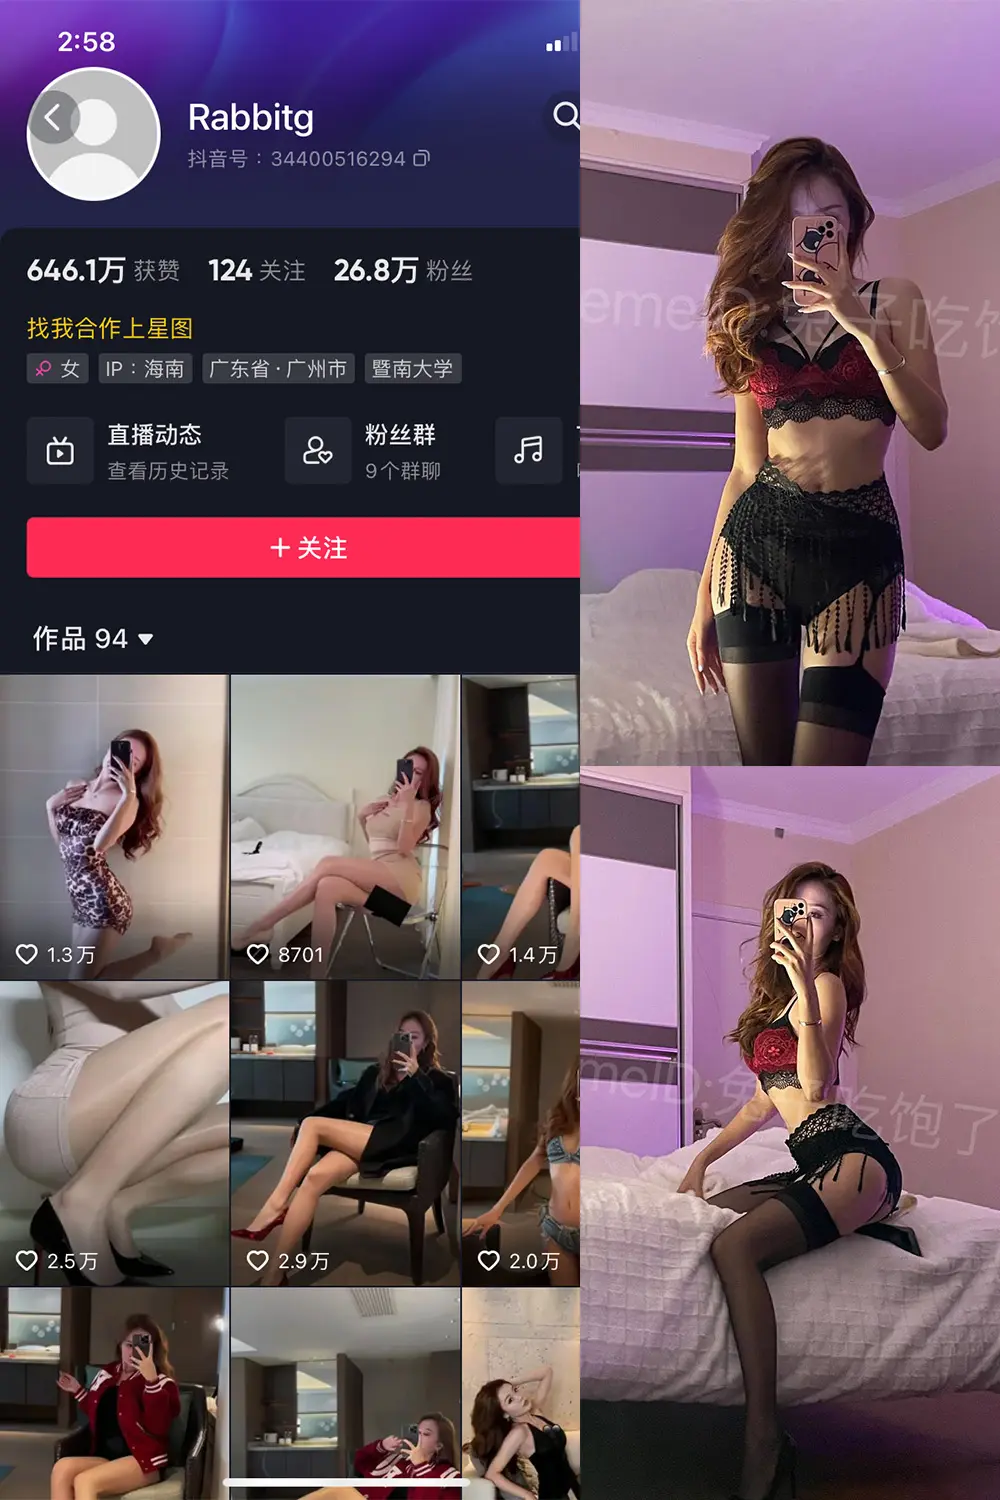 2:58
Rabbitg
抖音号：34400516294
646.1万 获赞 124 关注 26.8万 粉丝
找我合作上星图
女 IP：海南 广东省·广州市 暨南大学
直播动态 粉丝群
查看历史记录 9个群聊
+ 关注
作品 94
1.3万 8701 1.4万
2.5万 2.9万 2.0万
emeID:兔子吃饱
meID:兔子吃饱了